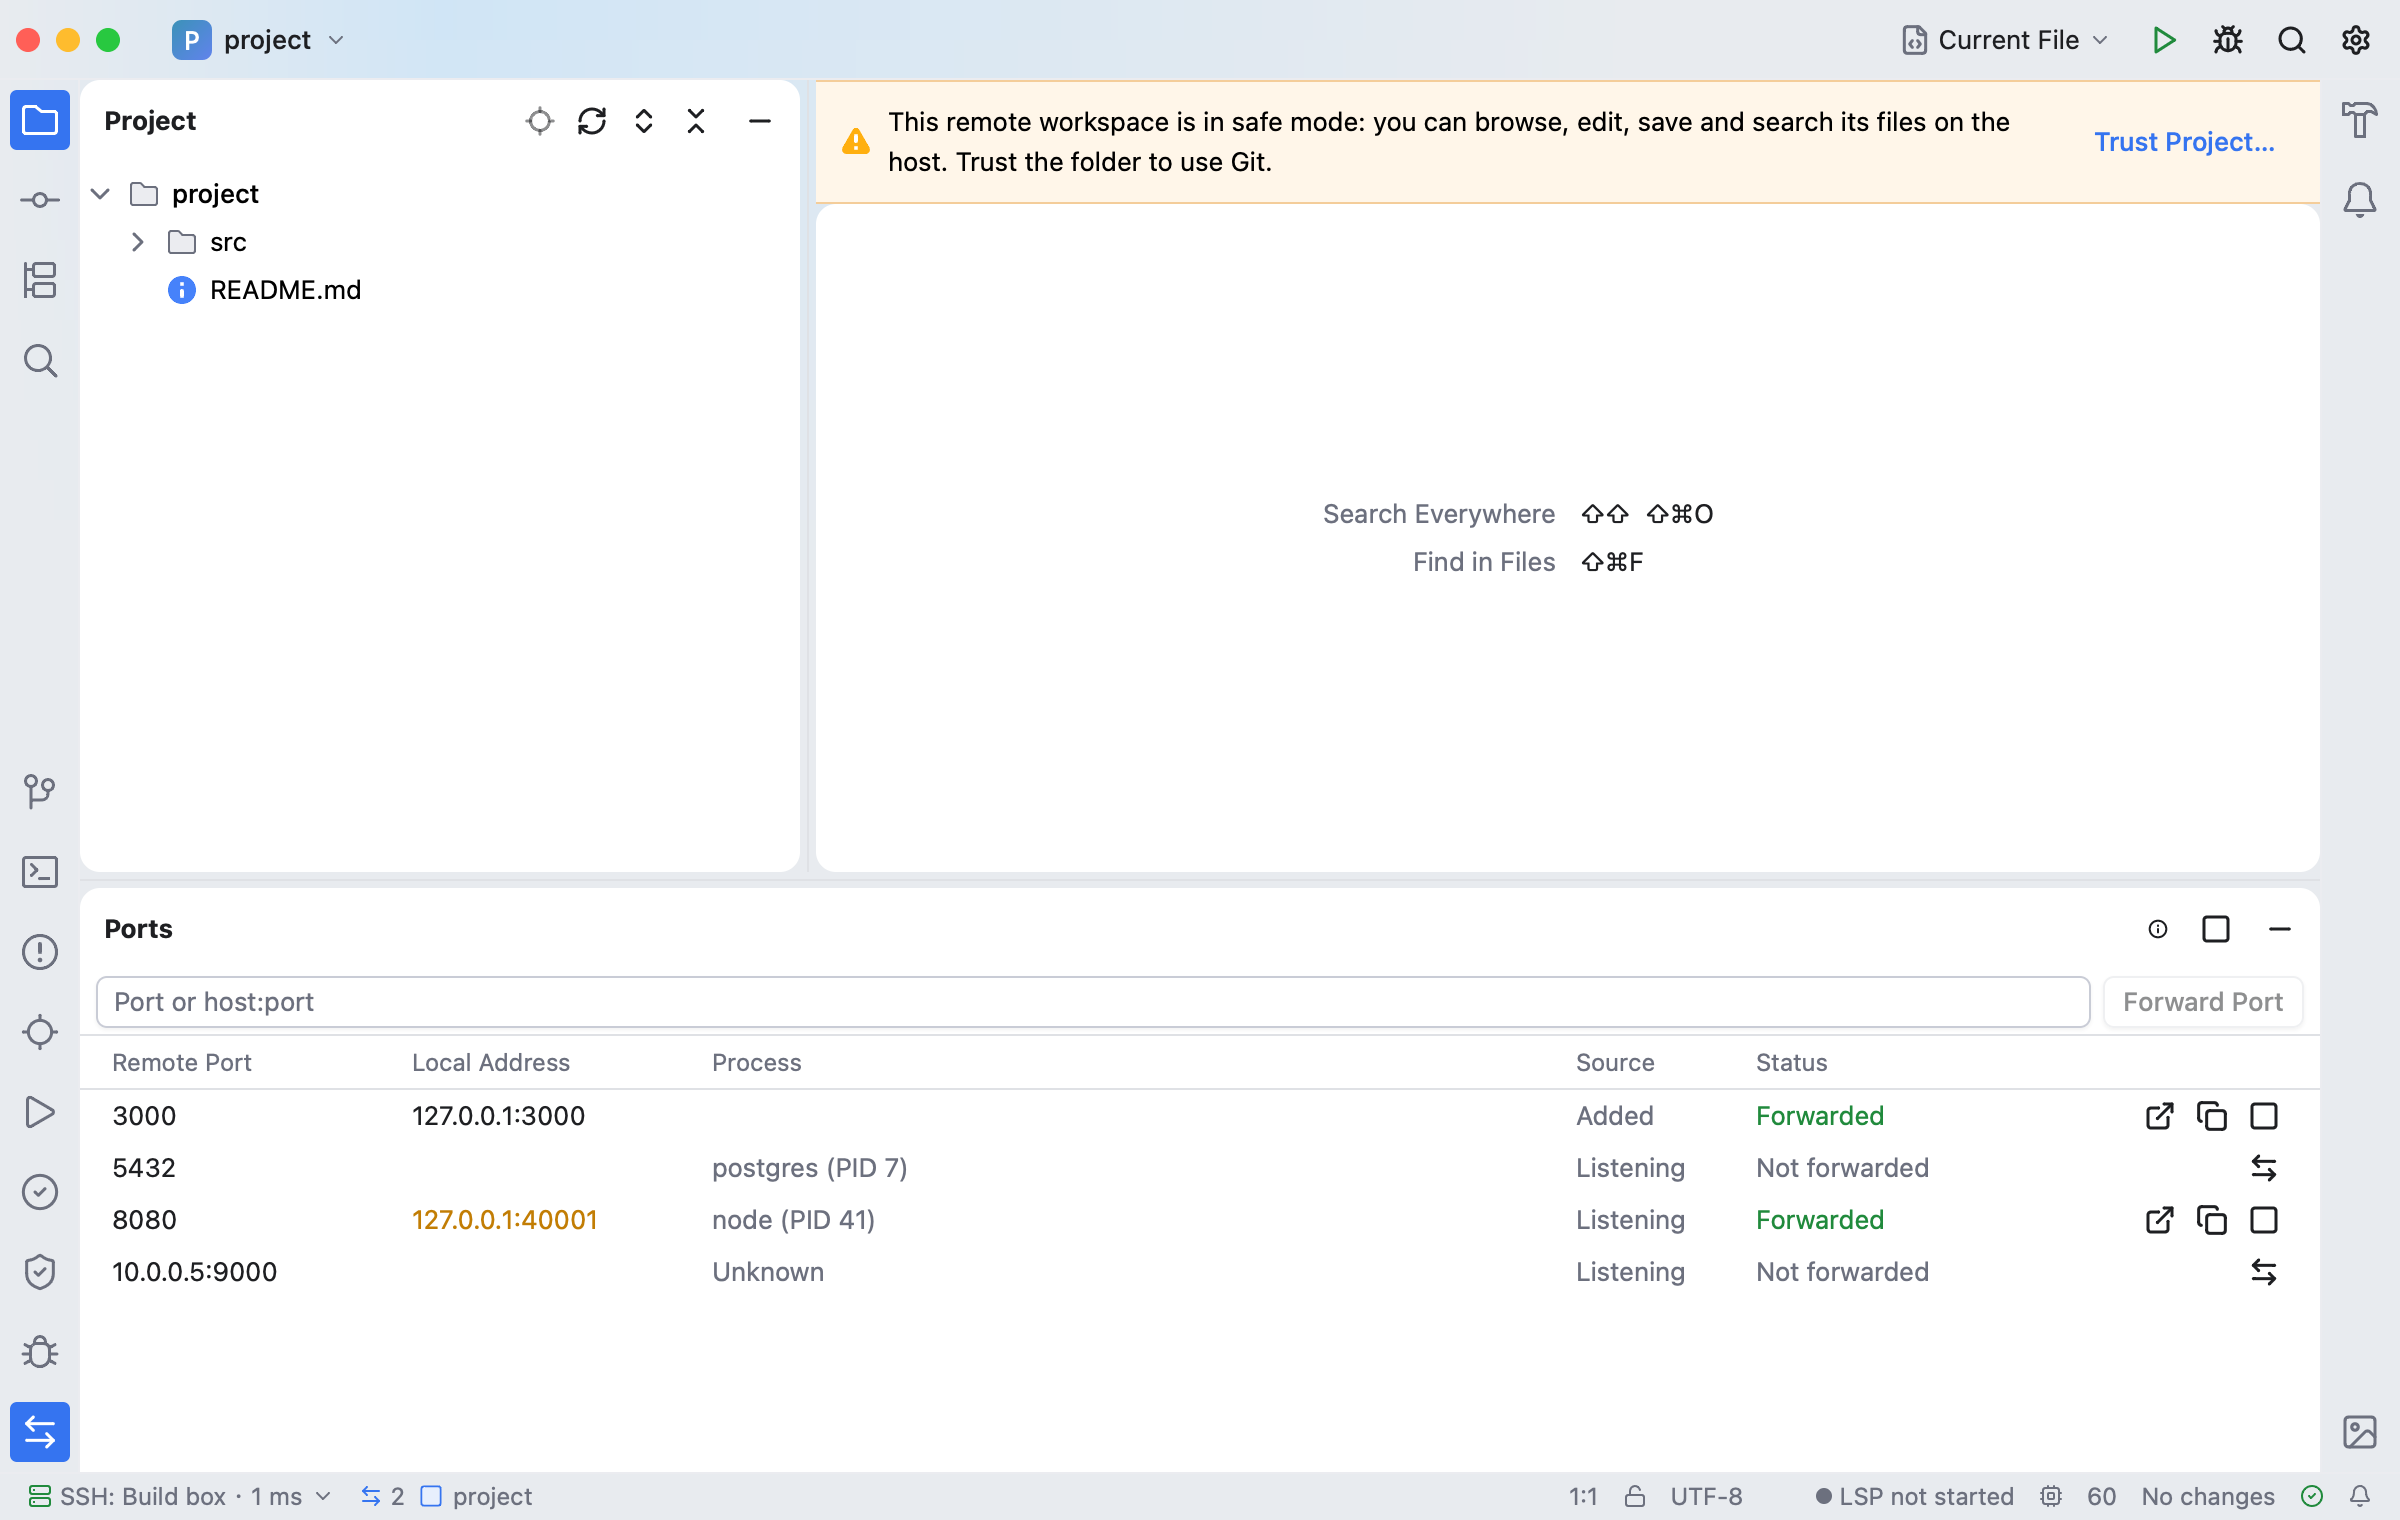 P project
Current File
Project
project
src
README.md
This remote workspace is in safe mode: you can browse, edit, save and search its files on the
host. Trust the folder to use Git.
Trust Project...
Search Everywhere ⇧⇧ ⇧⌘O
Find in Files ⇧⌘F
Ports
Port or host:port
Forward Port
Remote Port Local Address Process Source Status
3000 127.0.0.1:3000 Added Forwarded
5432 postgres (PID 7) Listening Not forwarded
8080 127.0.0.1:40001 node (PID 41) Listening Forwarded
10.0.0.5:9000 Unknown Listening Not forwarded
SSH: Build box · 1 ms 2 project 1:1 UTF-8 LSP not started 60 No changes